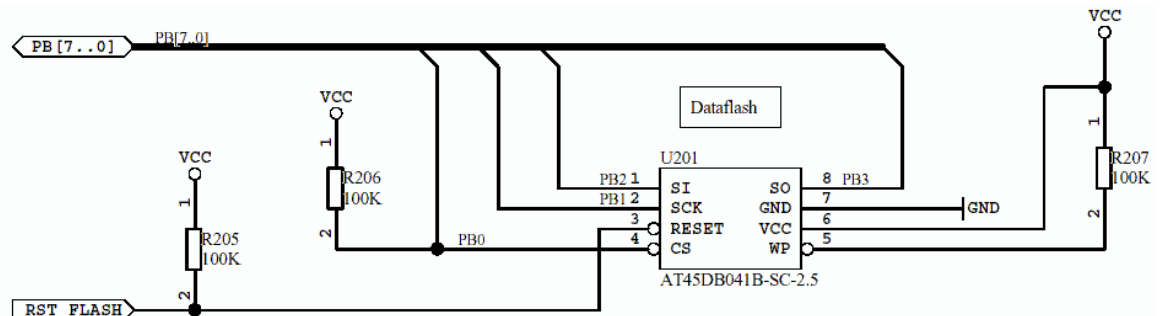 VCC
PB[7..0]
PB[7..0]
VCC
Dataflash
1
1
U201
R207
100K
VCC
R206
100K
PB2
1
SI
SO
8
PB3
PB1
2
SCK
GND
7
GND
1
3
RESET
VCC
6
2
2
PB0
4
CS
WP
5
R205
100K
AT45DB041B-SC-2.5
2
RST FLASH